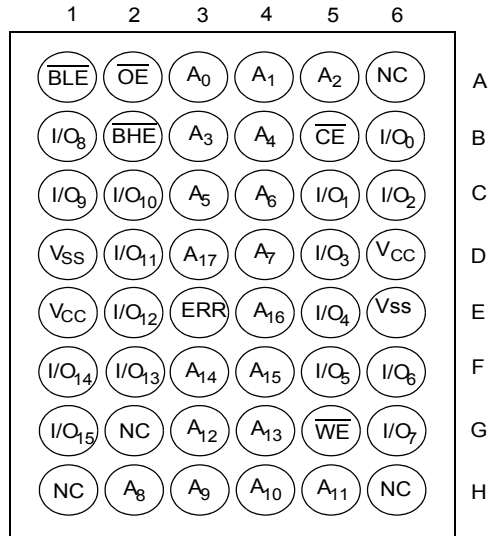 1 2 3 4 5 6
BLE OE A0 A1 A2 NC A
I/O8 BHE A3 A4 CE I/O0 B
I/O9 I/O10 A5 A6 I/O1 I/O2 C
VSS I/O11 A17 A7 I/O3 VCC D
VCC I/O12 ERR A16 I/O4 Vss E
I/O14 I/O13 A14 A15 I/O5 I/O6 F
I/O15 NC A12 A13 WE I/O7 G
NC A8 A9 A10 A11 NC H